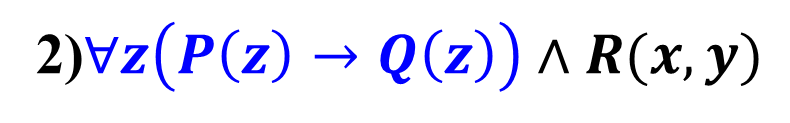 2)∀z(P(z) → Q(z)) ∧ R(x, y)